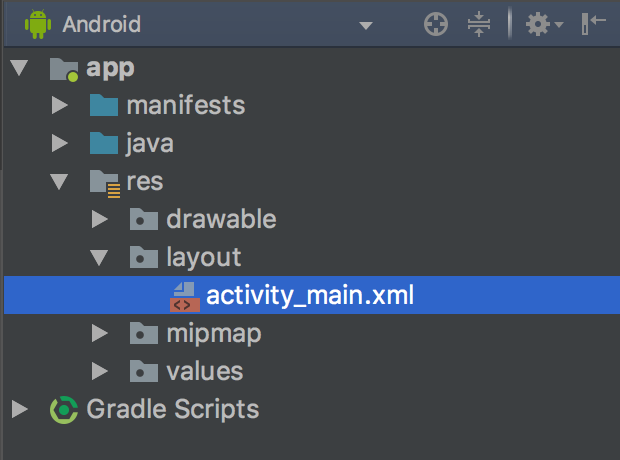 Android
app
manifests
java
res
drawable
layout
activity_main.xml
mipmap
values
Gradle Scripts